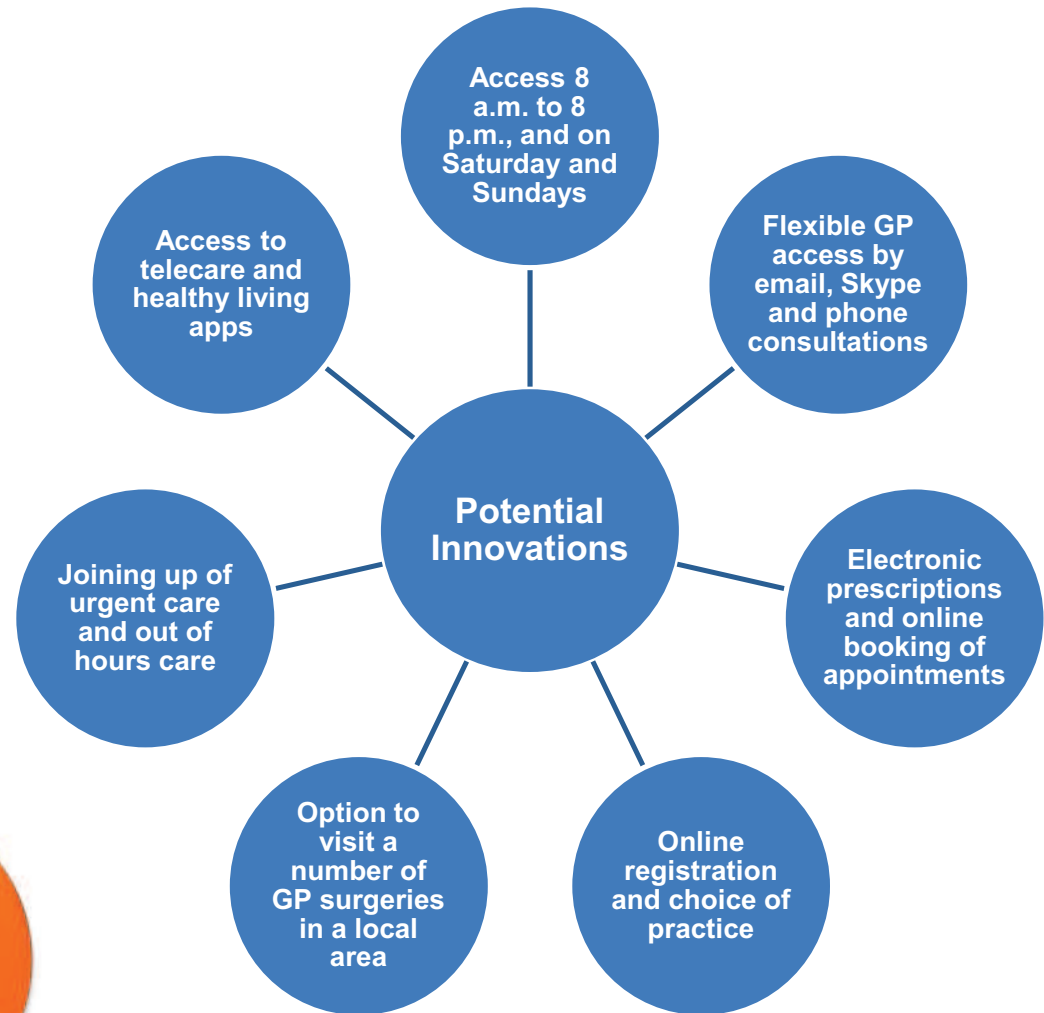 Access 8
a.m. to 8
p.m., and on
Saturday and
Sundays
Flexible GP
access by
email, Skype
and phone
consultations
Electronic
prescriptions
and online
booking of
appointments
Online
registration
and choice of
practice
Option to
visit a
number of
GP surgeries
in a local
area
Joining up of
urgent care
and out of
hours care
Access to
telecare and
healthy living
apps
Potential
Innovations